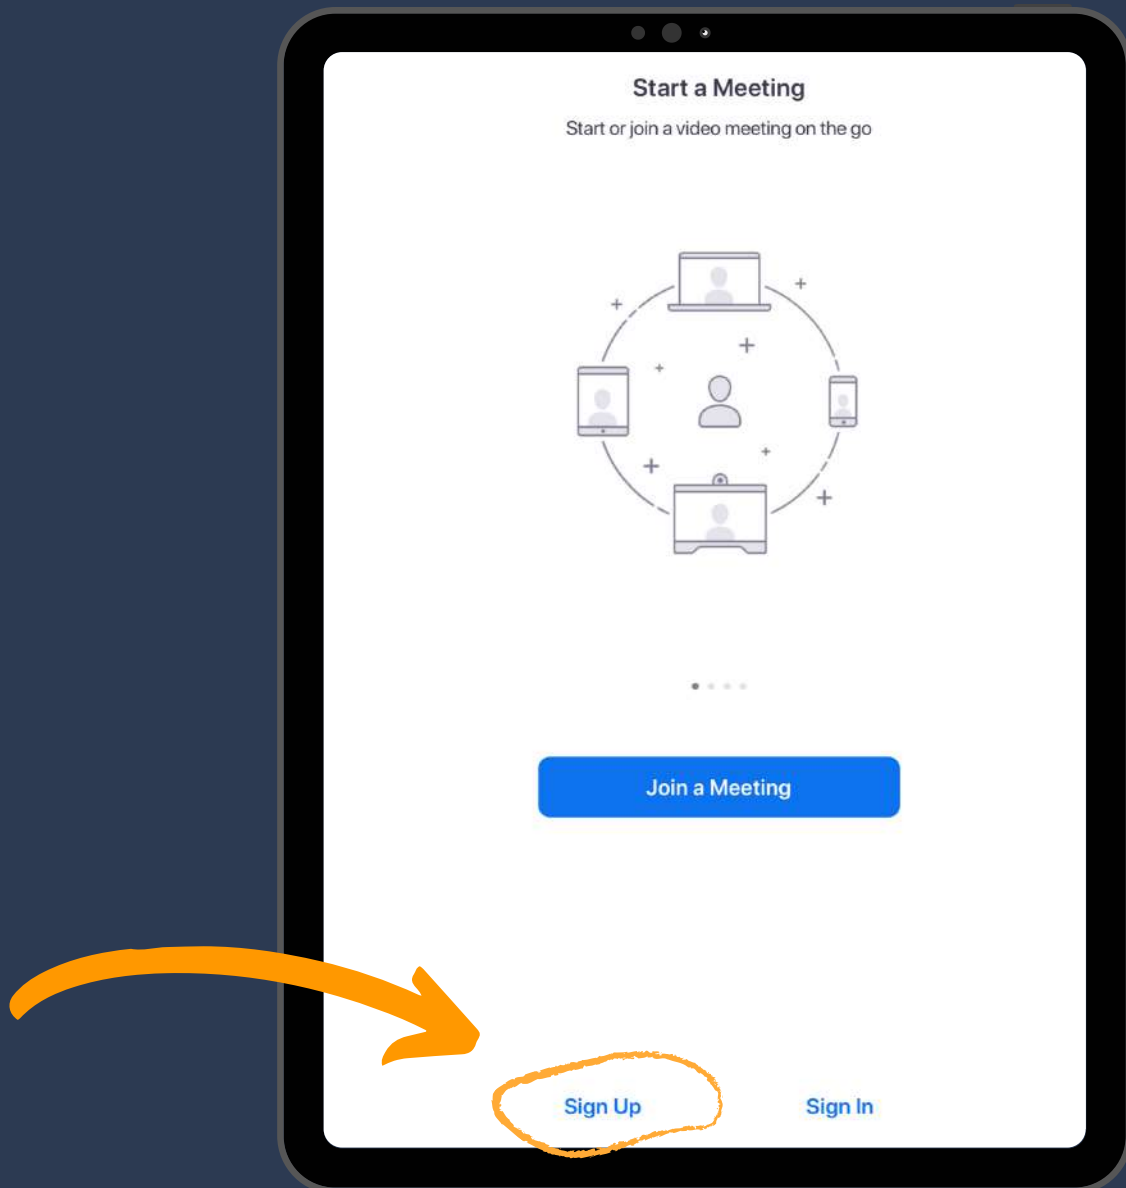 Start a Meeting
Start or join a video meeting on the go
Join a Meeting
Sign Up
Sign In